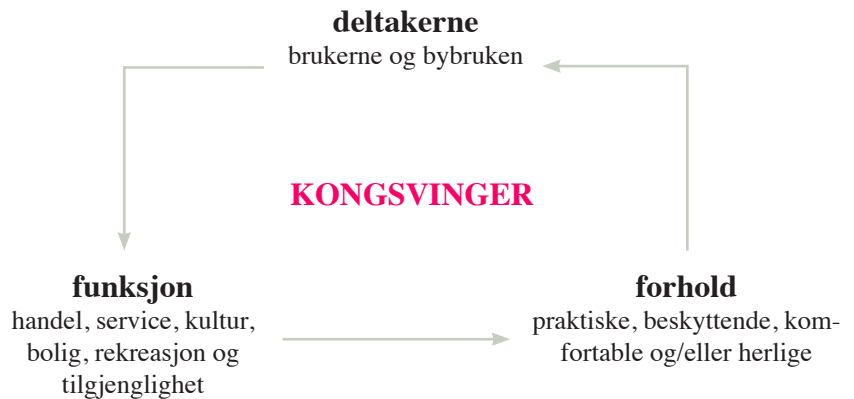 deltakerne
brukerne og bybruken
KONGSVINGER
funksjon
handel, service, kultur,
bolig, rekreasjon og
tilgjenglighet
forhold
praktiske, beskyttende, kom-
fortable og/eller herlige